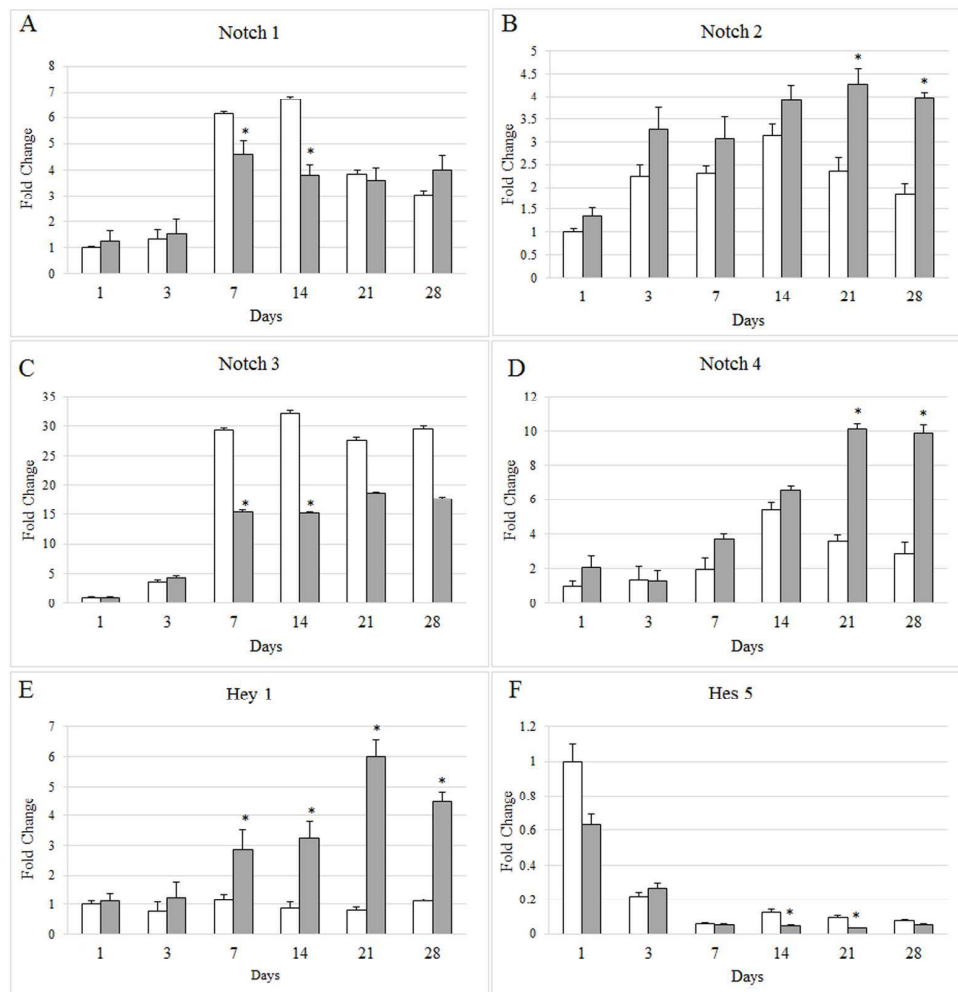 A
Notch 1
Fold Change
8
7
6
5
4
3
2
1
0
*
*
1 3 7 14 21 28
Days
B
Notch 2
Fold Change
5
4.5
4
3.5
3
2.5
2
1.5
1
0.5
0
*
*
1 3 7 14 21 28
Days
C
Notch 3
Fold Change
35
30
25
20
15
10
5
0
*
*
1 3 7 14 21 28
Days
D
Notch 4
Fold Change
12
10
8
6
4
2
0
*
*
1 3 7 14 21 28
Days
E
Hey 1
Fold Change
7
6
5
4
3
2
1
0
*
*
*
*
1 3 7 14 21 28
Days
F
Hes 5
Fold Change
1.2
1
0.8
0.6
0.4
0.2
0
*
*
1 3 7 14 21 28
Days